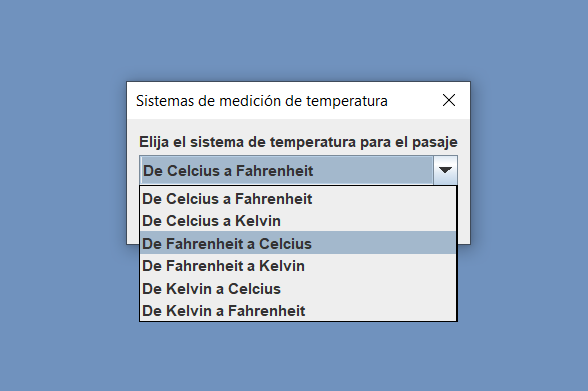 Sistemas de medición de temperatura
Elija el sistema de temperatura para el pasaje
De Celcius a Fahrenheit
De Celcius a Fahrenheit
De Celcius a Kelvin
De Fahrenheit a Celcius
De Fahrenheit a Kelvin
De Kelvin a Celcius
De Kelvin a Fahrenheit